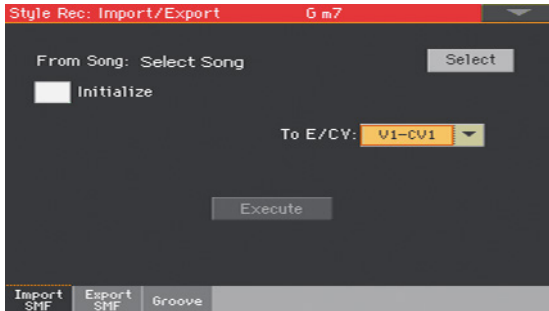 Style Rec: Import/Export G m7
From Song: Select Song Select
Initialize
To E/CV: V1-CV1
Execute
Import SMF Export SMF Groove